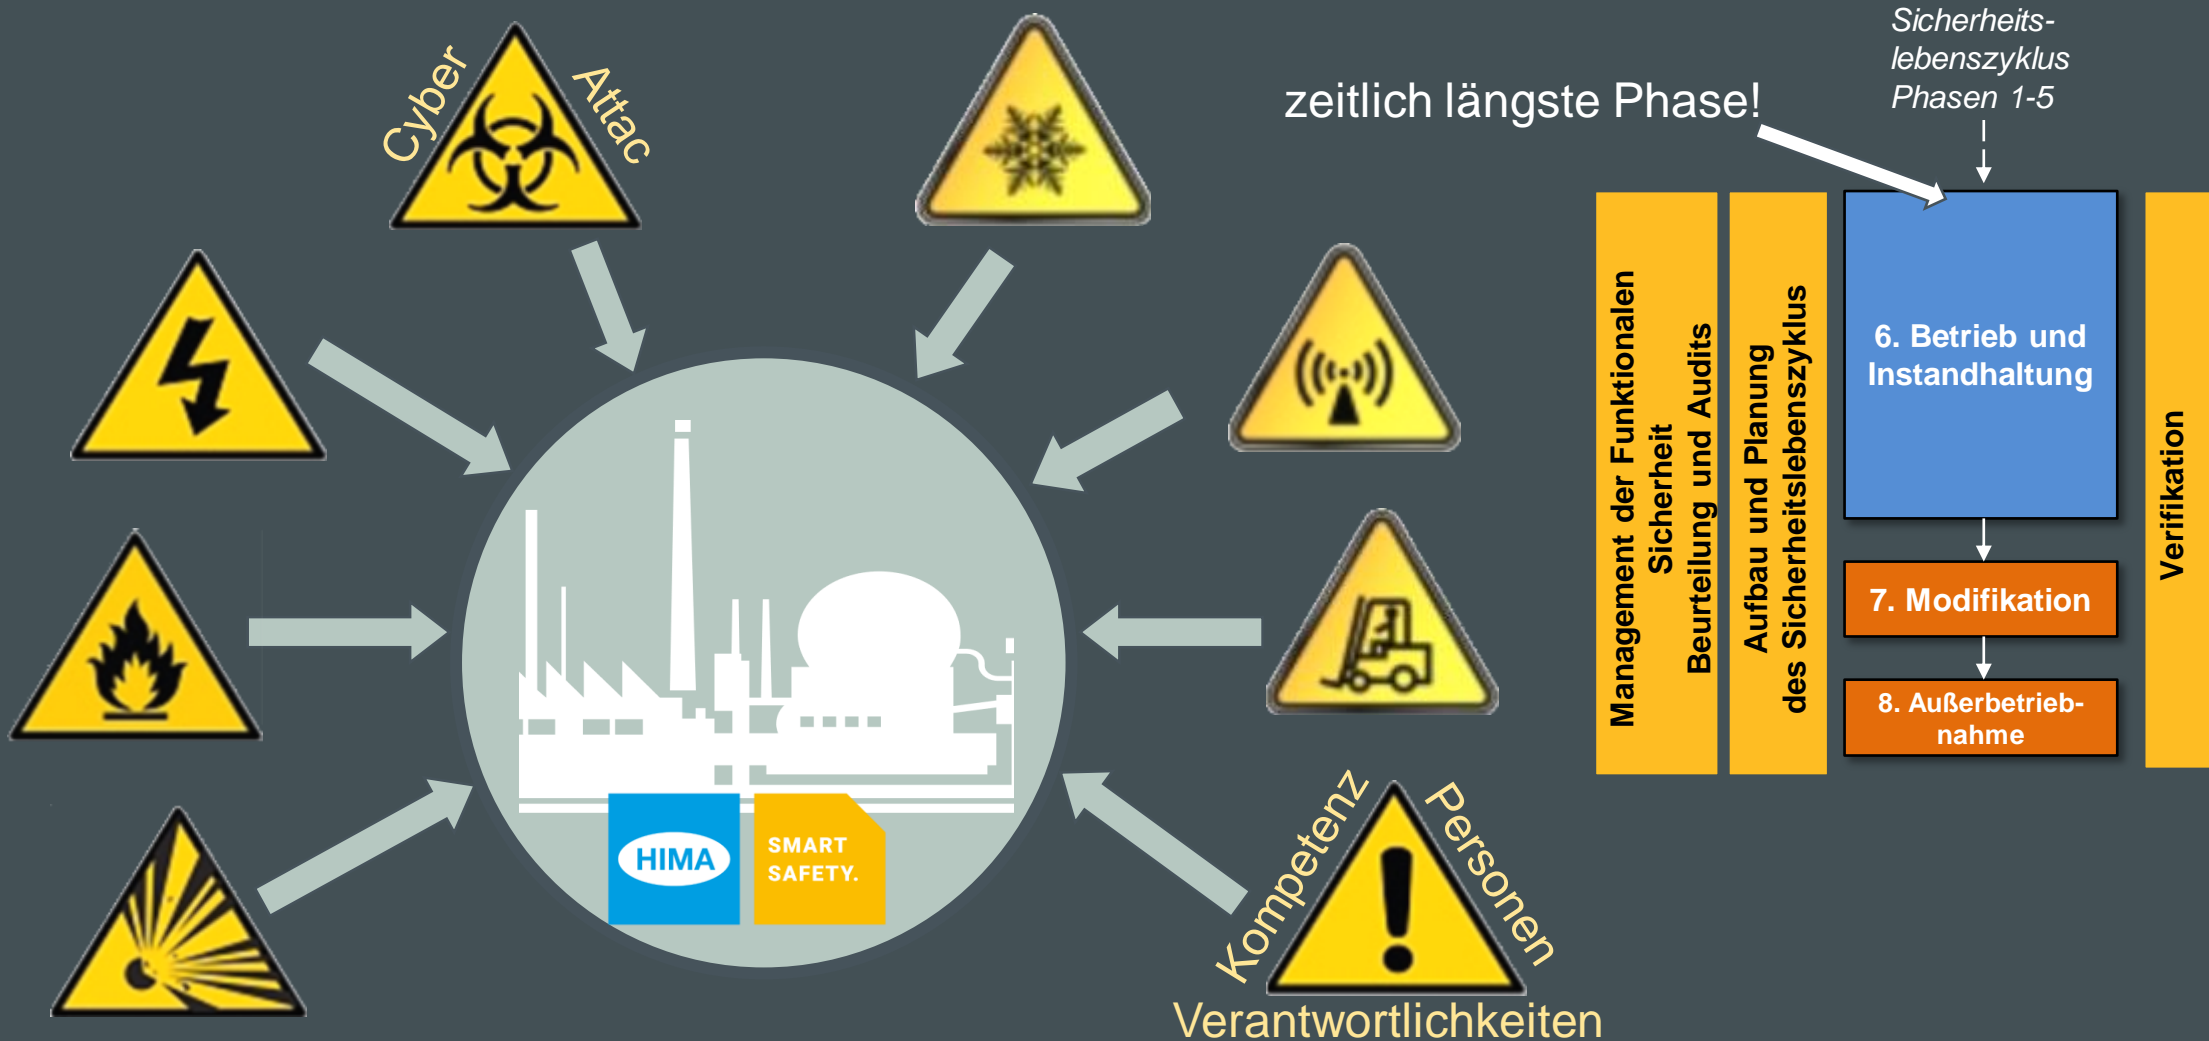 Cyber
Attac
zeitlich längste Phase!
Sicherheits-
lebenszyklus
Phasen 1-5
Management der Funktionalen
Sicherheit
Beurteilung und Audits
Aufbau und Planung
des Sicherheitslebenszyklus
6. Betrieb und
Instandhaltung
7. Modifikation
8. Außerbetrieb-
nahme
Verifikation
HIMA
SMART
SAFETY.
Kompetenz
Personen
Verantwortlichkeiten